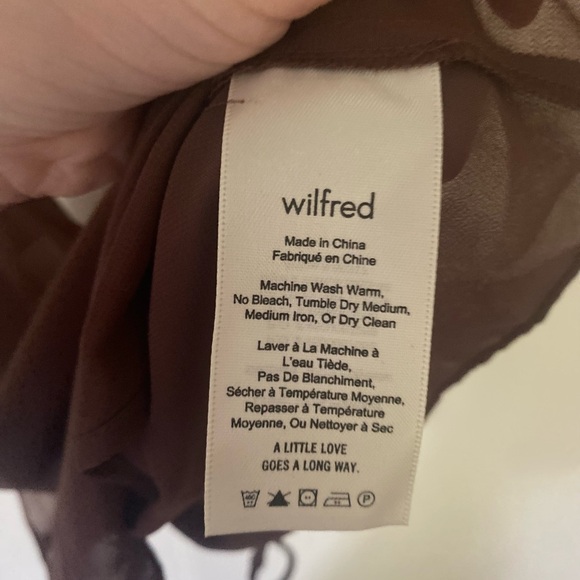 wilfred
Made in China
Fabriqué en Chine
Machine Wash Warm,
No Bleach, Tumble Dry Medium,
Medium Iron, Or Dry Clean
Laver à La Machine à
L'eau Tiède,
Pas De Blanchiment,
Sécher à Température Moyenne,
Repasser à Température
Moyenne, Ou Nettoyer à Sec
A LITTLE LOVE
GOES A LONG WAY.
P